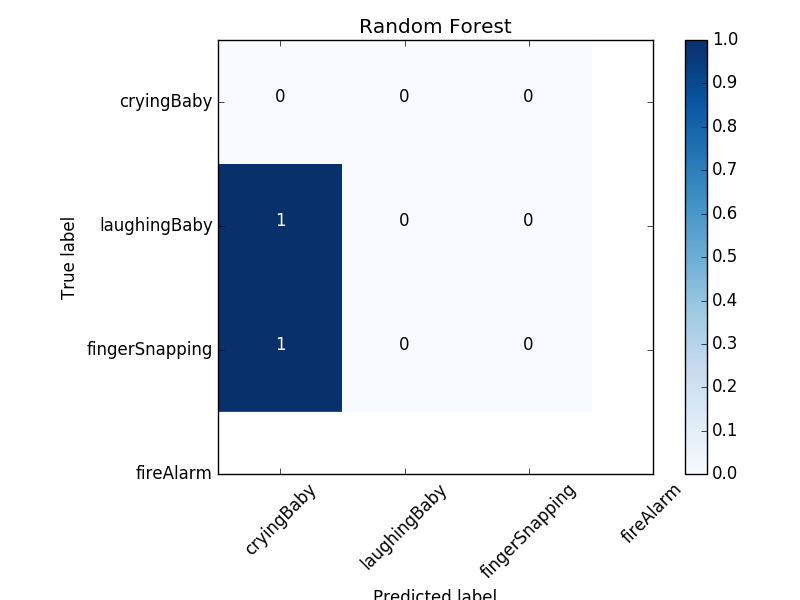 Random Forest
True label
cryingBaby 0 0 0
laughingBaby 1 0 0
fingerSnapping 1 0 0
fireAlarm
cryingBaby laughingBaby fingerSnapping fireAlarm
Predicted label
1.0
0.9
0.8
0.7
0.6
0.5
0.4
0.3
0.2
0.1
0.0